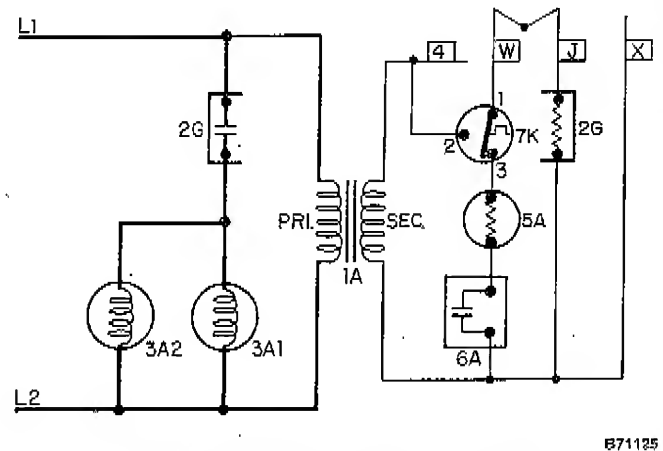 L1
4 W J X
1
2G
2 7K 2G
3
PRI. SEC. 5A
1A
3A2 3A1
6A
L2
B71125